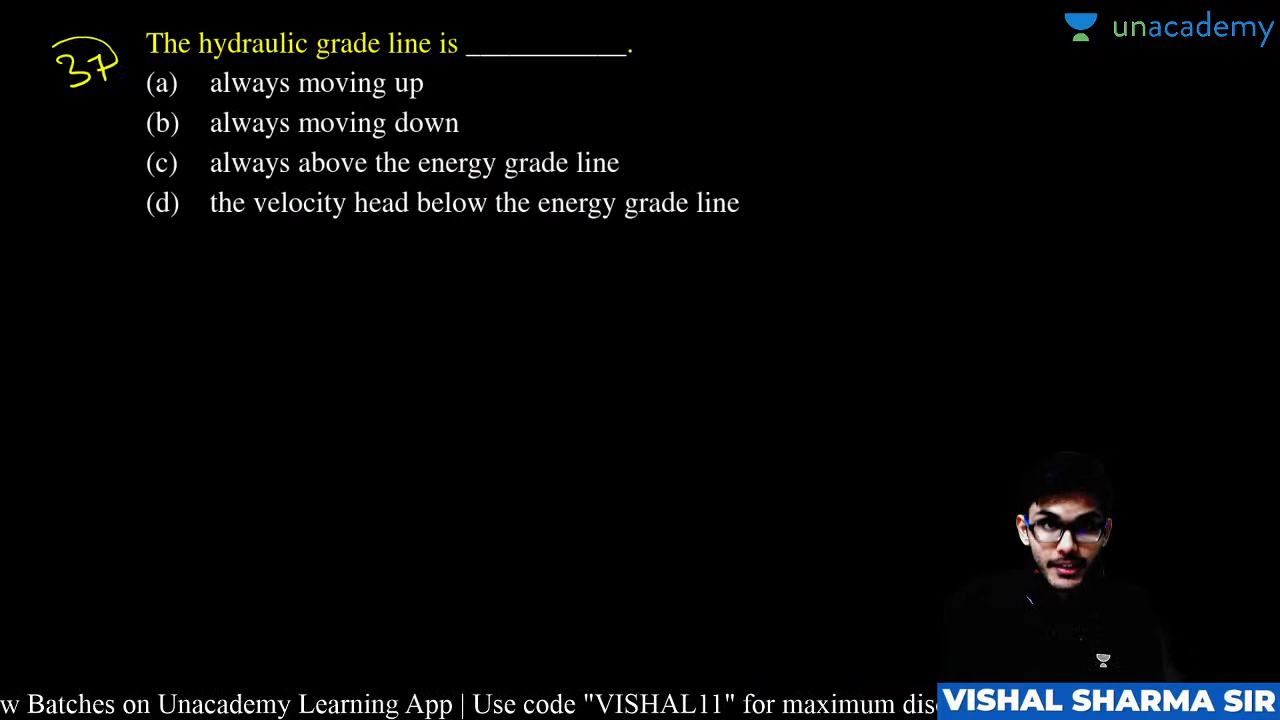 unacademy
37 The hydraulic grade line is ___________.
(a) always moving up
(b) always moving down
(c) always above the energy grade line
(d) the velocity head below the energy grade line
w Batches on Unacademy Learning App | Use code "VISHAL11" for maximum dis
VISHAL SHARMA SIR